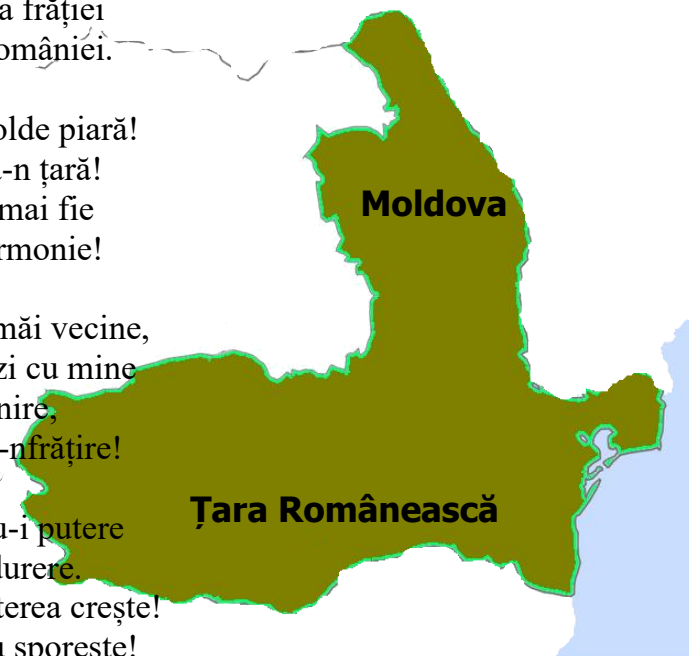 a frăției
omâniei.
olde piară!
-n țară!
mai fie
rmonie!
Moldova
măi vecine,
zi cu mine
nire,
-nfrățire!
Țara Românească
u-i putere
durere.
terea crește!
sporește!